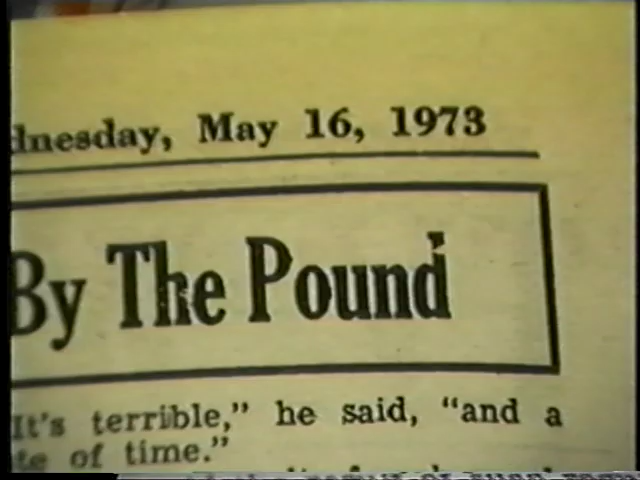 dnesday, May 16, 1973
By The Pound
It's terrible," he said, "and a
te of time."